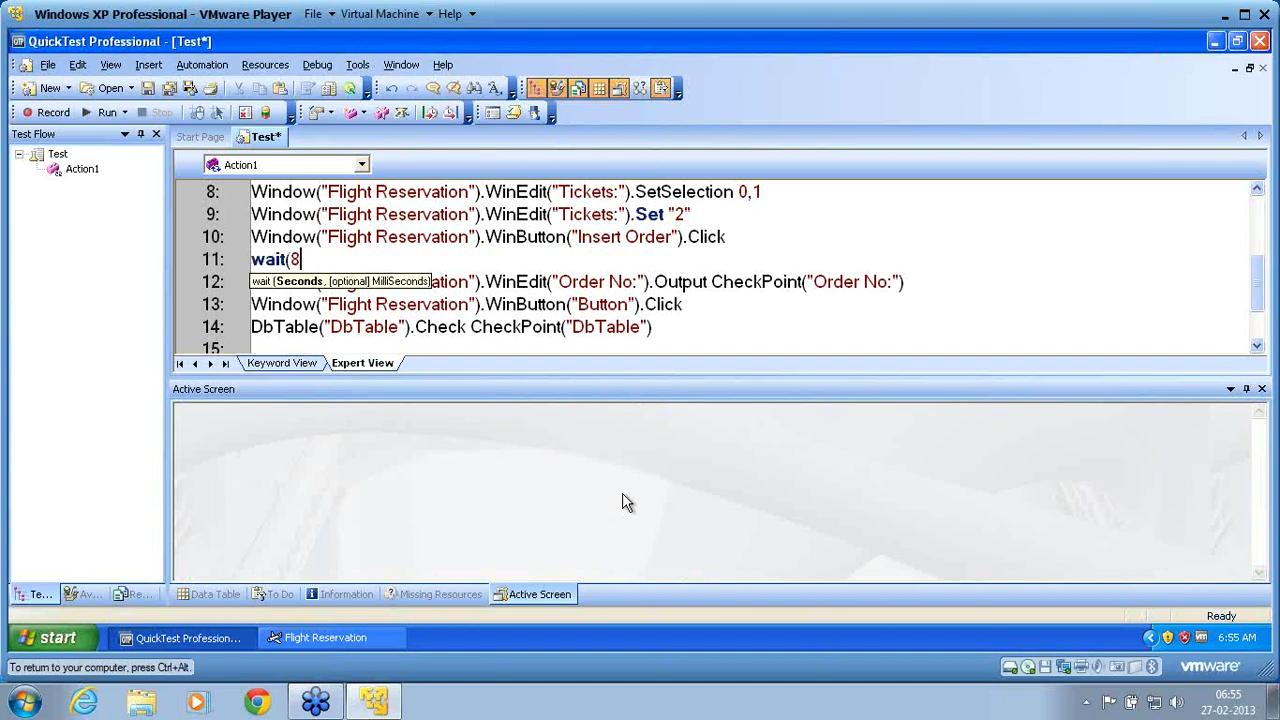 Windows XP Professional - VMware Player File Virtual Machine Help
QuickTest Professional - [Test*]
File Edit View Insert Automation Resources Debug Tools Window Help
New Open
Record Run Stop
Test Flow
Start Page Test*
Test
Action1
Action1
8: Window("Flight Reservation").WinEdit("Tickets:").SetSelection 0,1
9: Window("Flight Reservation").WinEdit("Tickets:").Set "2"
10: Window("Flight Reservation").WinButton("Insert Order").Click
11: wait(8
wait (Seconds, [optional] MilliSeconds)
12: ation").WinEdit("Order No:").Output CheckPoint("Order No:")
13: Window("Flight Reservation").WinButton("Button").Click
14: DbTable("DbTable").Check CheckPoint("DbTable")
15:
Keyword View Expert View
Active Screen
Te... Av... Re... Data Table To Do Information Missing Resources Active Screen
Ready
start QuickTest Profession... Flight Reservation 6:55 AM
To return to your computer, press Ctrl+Alt. vmware
06:55
27-02-2013